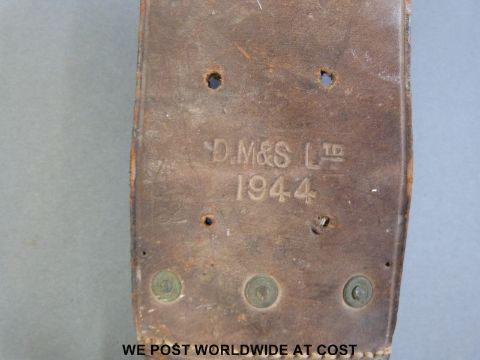 D.M&S LTD
1944
WE POST WORLDWIDE AT COST